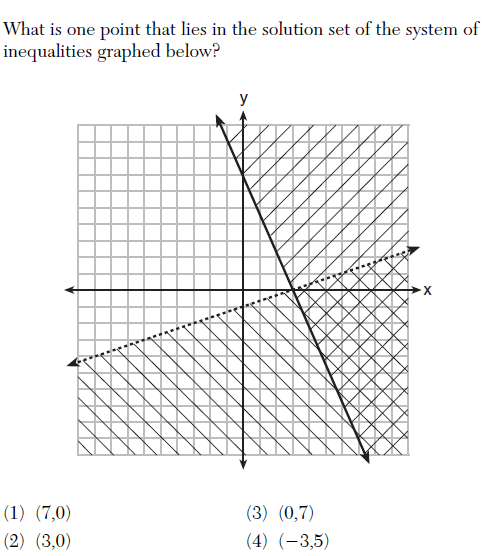 What is one point that lies in the solution set of the system of
inequalities graphed below?
y
x
(1) (7,0) (3) (0,7)
(2) (3,0) (4) (−3,5)